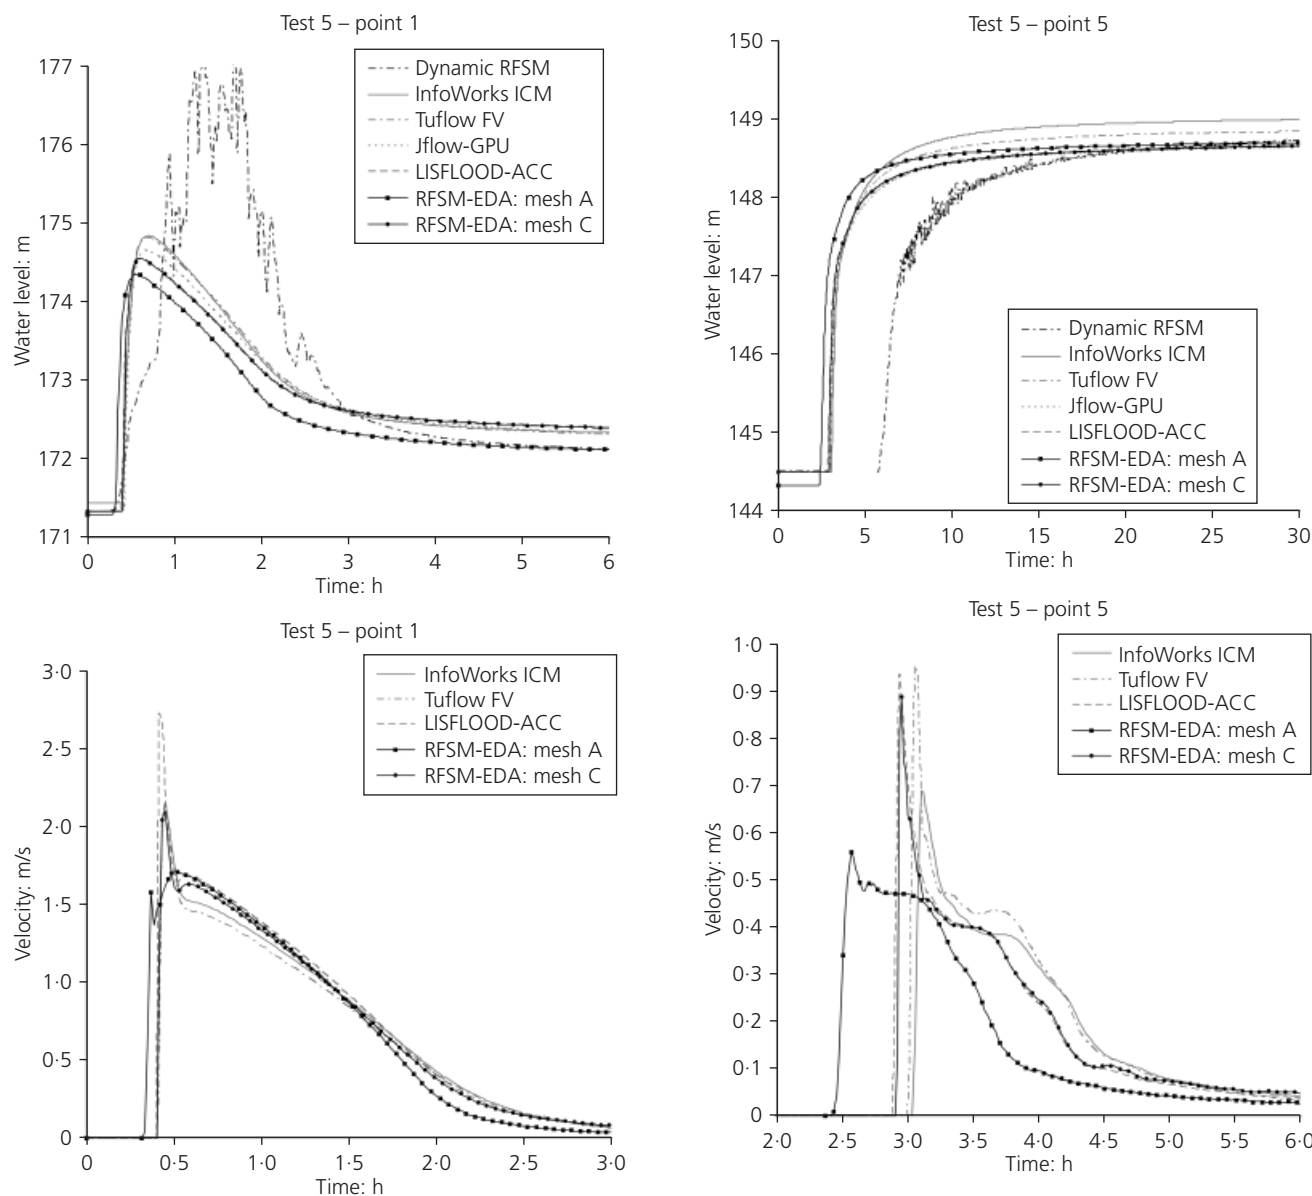 Test 5 – point 1
177
176
175
174
173
172
171
Water level: m
0
1
2
3
4
5
6
Time: h
Dynamic RFSM
InfoWorks ICM
Tuflow FV
Jflow-GPU
LISFLOOD-ACC
RFSM-EDA: mesh A
RFSM-EDA: mesh C
Test 5 – point 5
150
149
148
147
146
145
144
Water level: m
0
5
10
15
20
25
30
Time: h
Dynamic RFSM
InfoWorks ICM
Tuflow FV
Jflow-GPU
LISFLOOD-ACC
RFSM-EDA: mesh A
RFSM-EDA: mesh C
Test 5 – point 1
3·0
2·5
2·0
1·5
1·0
0·5
0
Velocity: m/s
0
0·5
1·0
1·5
2·0
2·5
3·0
Time: h
InfoWorks ICM
Tuflow FV
LISFLOOD-ACC
RFSM-EDA: mesh A
RFSM-EDA: mesh C
Test 5 – point 5
1·0
0·9
0·8
0·7
0·6
0·5
0·4
0·3
0·2
0·1
0
Velocity: m/s
2·0
2·5
3·0
3·5
4·0
4·5
5·0
5·5
6·0
Time: h
InfoWorks ICM
Tuflow FV
LISFLOOD-ACC
RFSM-EDA: mesh A
RFSM-EDA: mesh C